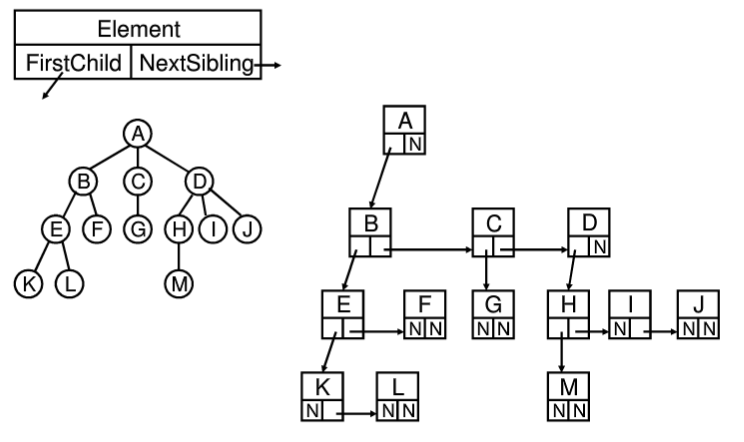 Element
FirstChild NextSibling
A
B C D
E F G H I J
K L M
A
N
B C D
N
E F G H I J
N N N N N N N
K L M
N N N N N